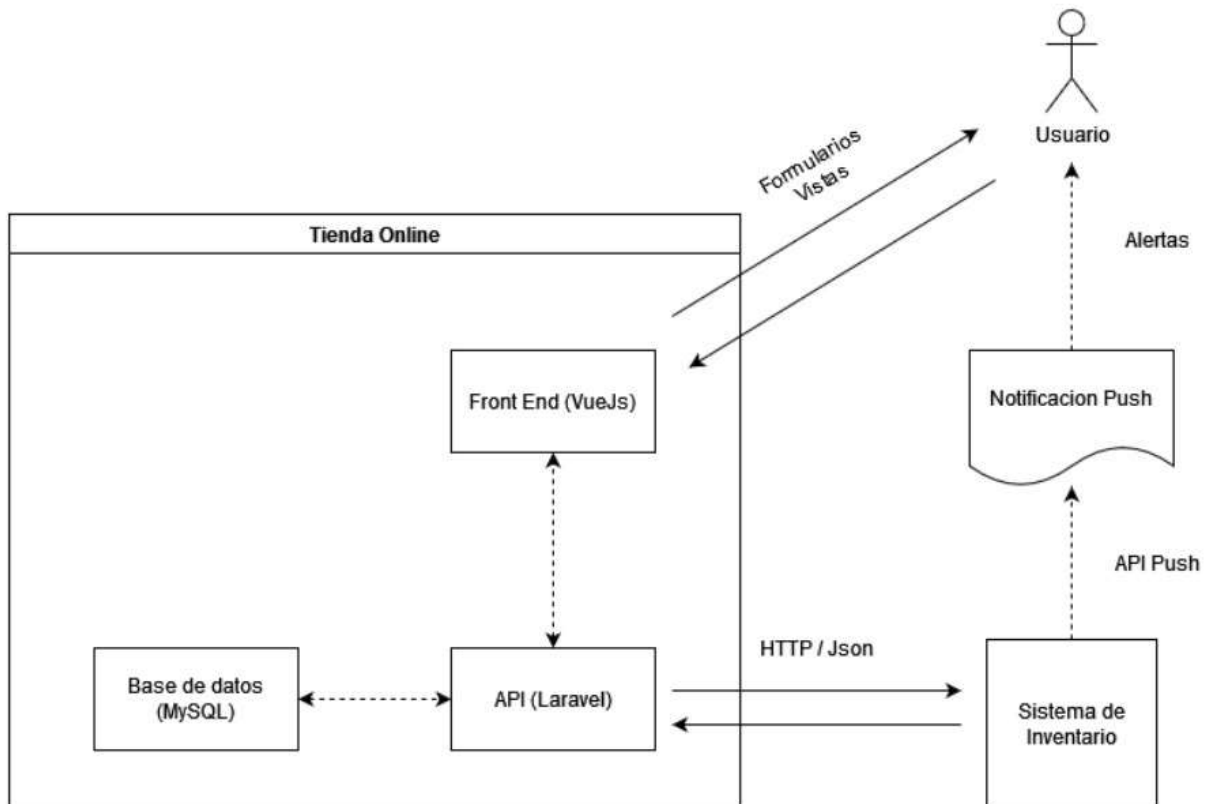 Usuario
Formularios
Vistas
Tienda Online
Alertas
Front End (VueJs)
Notificacion Push
API Push
HTTP / Json
Base de datos
(MySQL)
API (Laravel)
Sistema de
Inventario